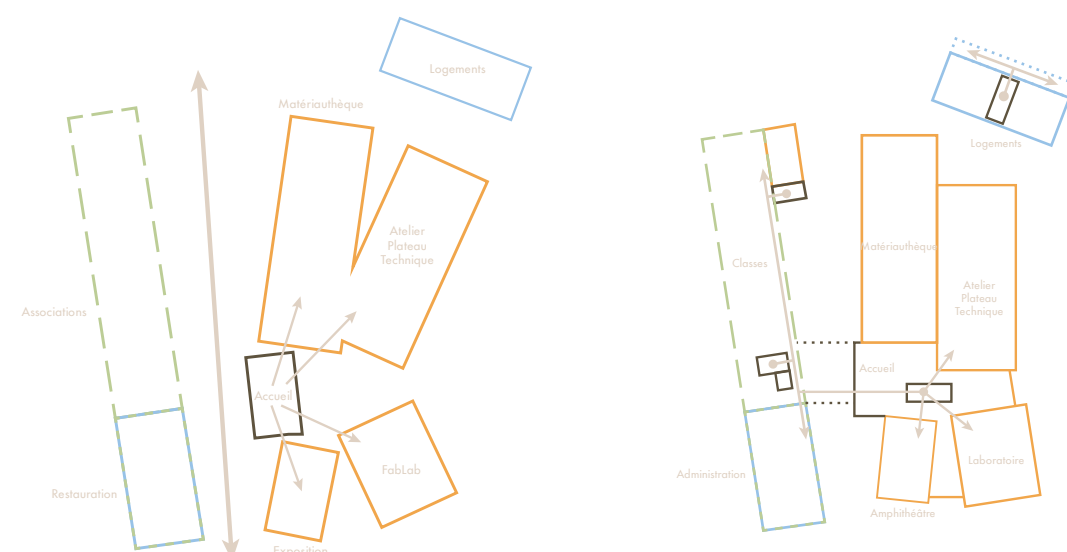 Logements
Matériauthèque
Atelier
Plateau
Technique
Associations
Accueil
FabLab
Restauration
Exposition
Logements
Matériauthèque
Classes
Atelier
Plateau
Technique
Accueil
Laboratoire
Administration
Amphithéâtre